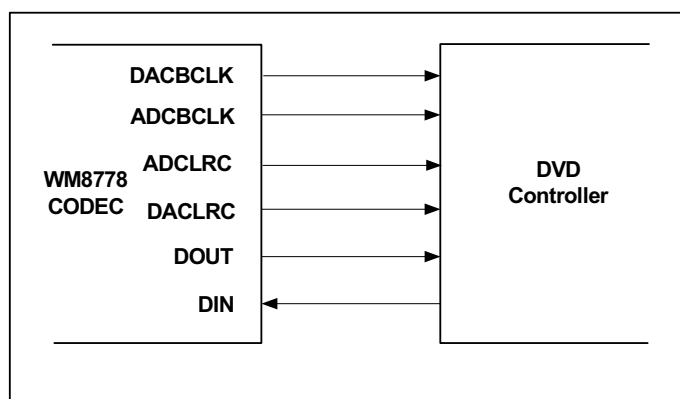 DACBCLK
ADCBCLK
ADCLRC
WM8778
CODEC
DACLRC
DOUT
DIN
DVD
Controller